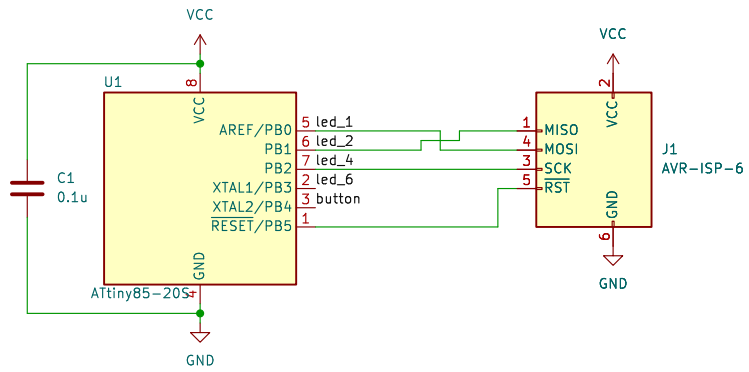 VCC
VCC
U1
8
VCC
2
VCC
AREF/PB0 5 led_1
PB1 6 led_2
PB2 7 led_4
XTAL1/PB3 2 led_6
XTAL2/PB4 3 button
RESET/PB5 1
1 MISO
4 MOSI
3 SCK
5 RST
J1
AVR-ISP-6
C1
0.1u
GND
6
GND
GND
ATtiny85-20S
4
GND